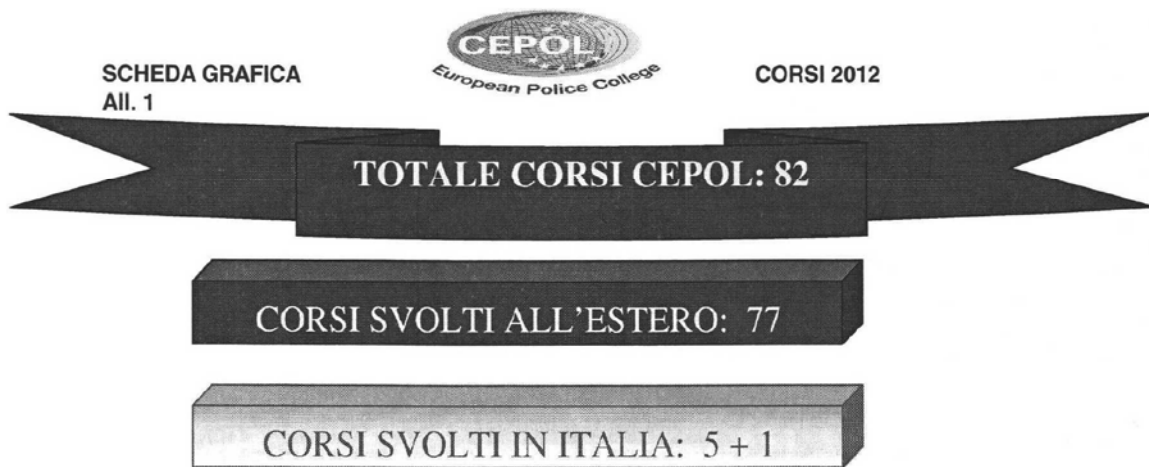 CEPOL
European Police College
SCHEDA GRAFICA
All. 1
CORSI 2012
TOTALE CORSI CEPOL: 82
CORSI SVOLTI ALL'ESTERO: 77
CORSI SVOLTI IN ITALIA: 5 + 1